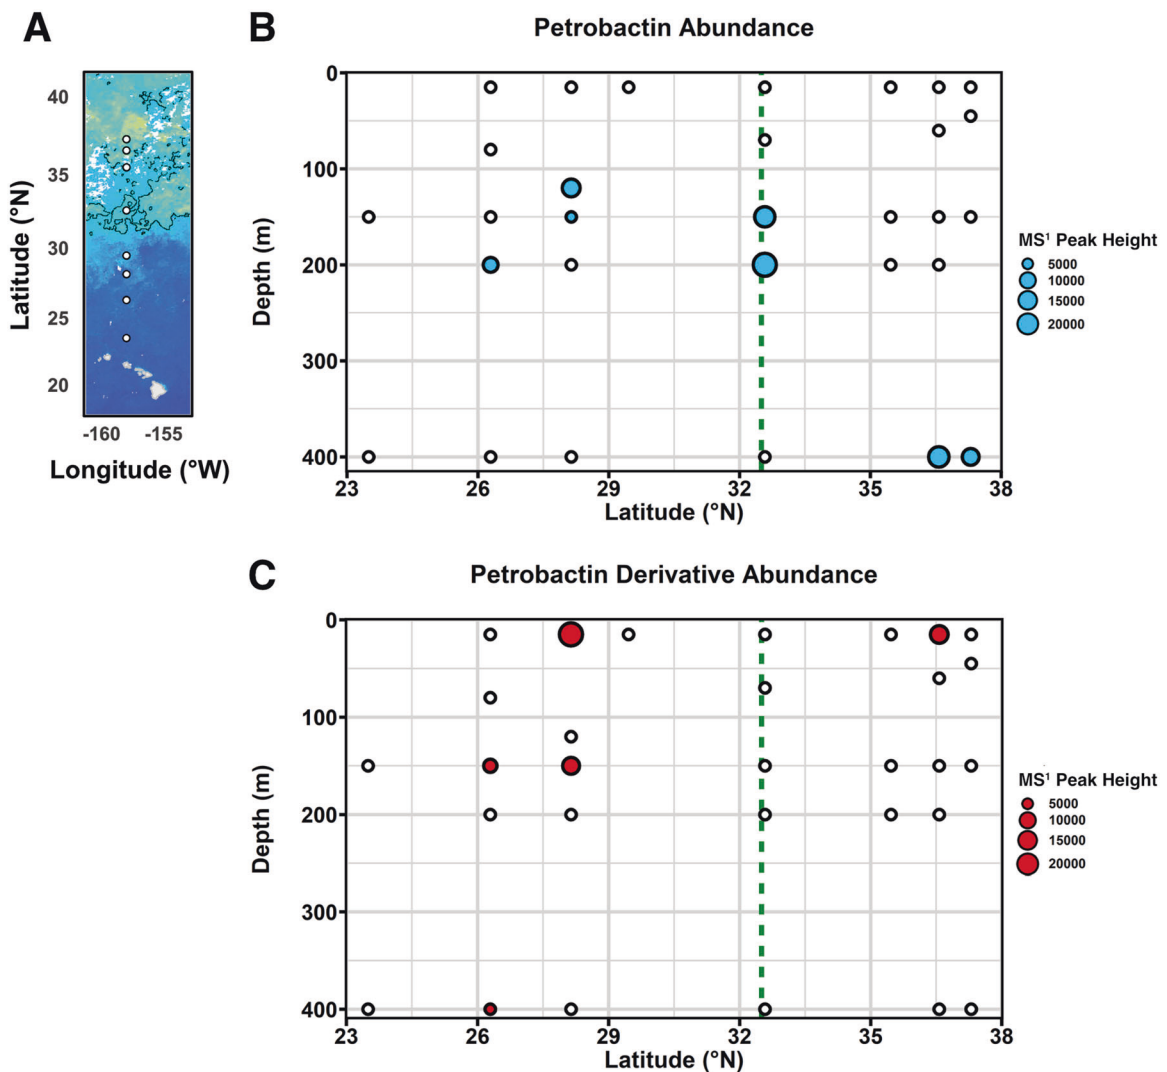 A
40
35
30
25
20
Latitude (°N)
-160 -155
Longitude (°W)
B
Petrobactin Abundance
0
100
200
300
400
Depth (m)
23 26 29 32 35 38
Latitude (°N)
MS¹ Peak Height
5000
10000
15000
20000
C
Petrobactin Derivative Abundance
0
100
200
300
400
Depth (m)
23 26 29 32 35 38
Latitude (°N)
MS¹ Peak Height
5000
10000
15000
20000